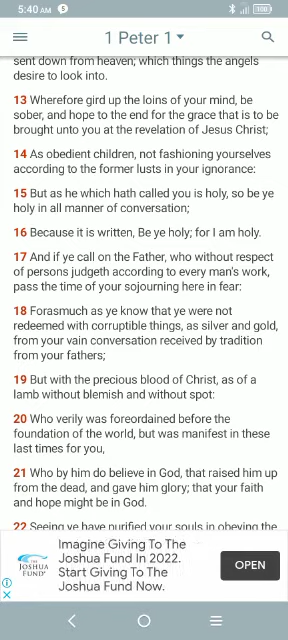 5:40 AM S
1 Peter 1
sent down from heaven; which things the angels
desire to look into.
13 Wherefore gird up the loins of your mind, be
sober, and hope to the end for the grace that is to be
brought unto you at the revelation of Jesus Christ;
14 As obedient children, not fashioning yourselves
according to the former lusts in your ignorance:
15 But as he which hath called you is holy, so be ye
holy in all manner of conversation;
16 Because it is written, Be ye holy; for I am holy.
17 And if ye call on the Father, who without respect
of persons judgeth according to every man's work,
pass the time of your sojourning here in fear:
18 Forasmuch as ye know that ye were not
redeemed with corruptible things, as silver and gold,
from your vain conversation received by tradition
from your fathers;
19 But with the precious blood of Christ, as of a
lamb without blemish and without spot:
20 Who verily was foreordained before the
foundation of the world, but was manifest in these
last times for you,
21 Who by him do believe in God, that raised him up
from the dead, and gave him glory; that your faith
and hope might be in God.
22 Seeing ye have purified your souls in obeying the
THE
JOSHUA
FUND
Imagine Giving To The
Joshua Fund In 2022.
Start Giving To The
Joshua Fund Now.
OPEN